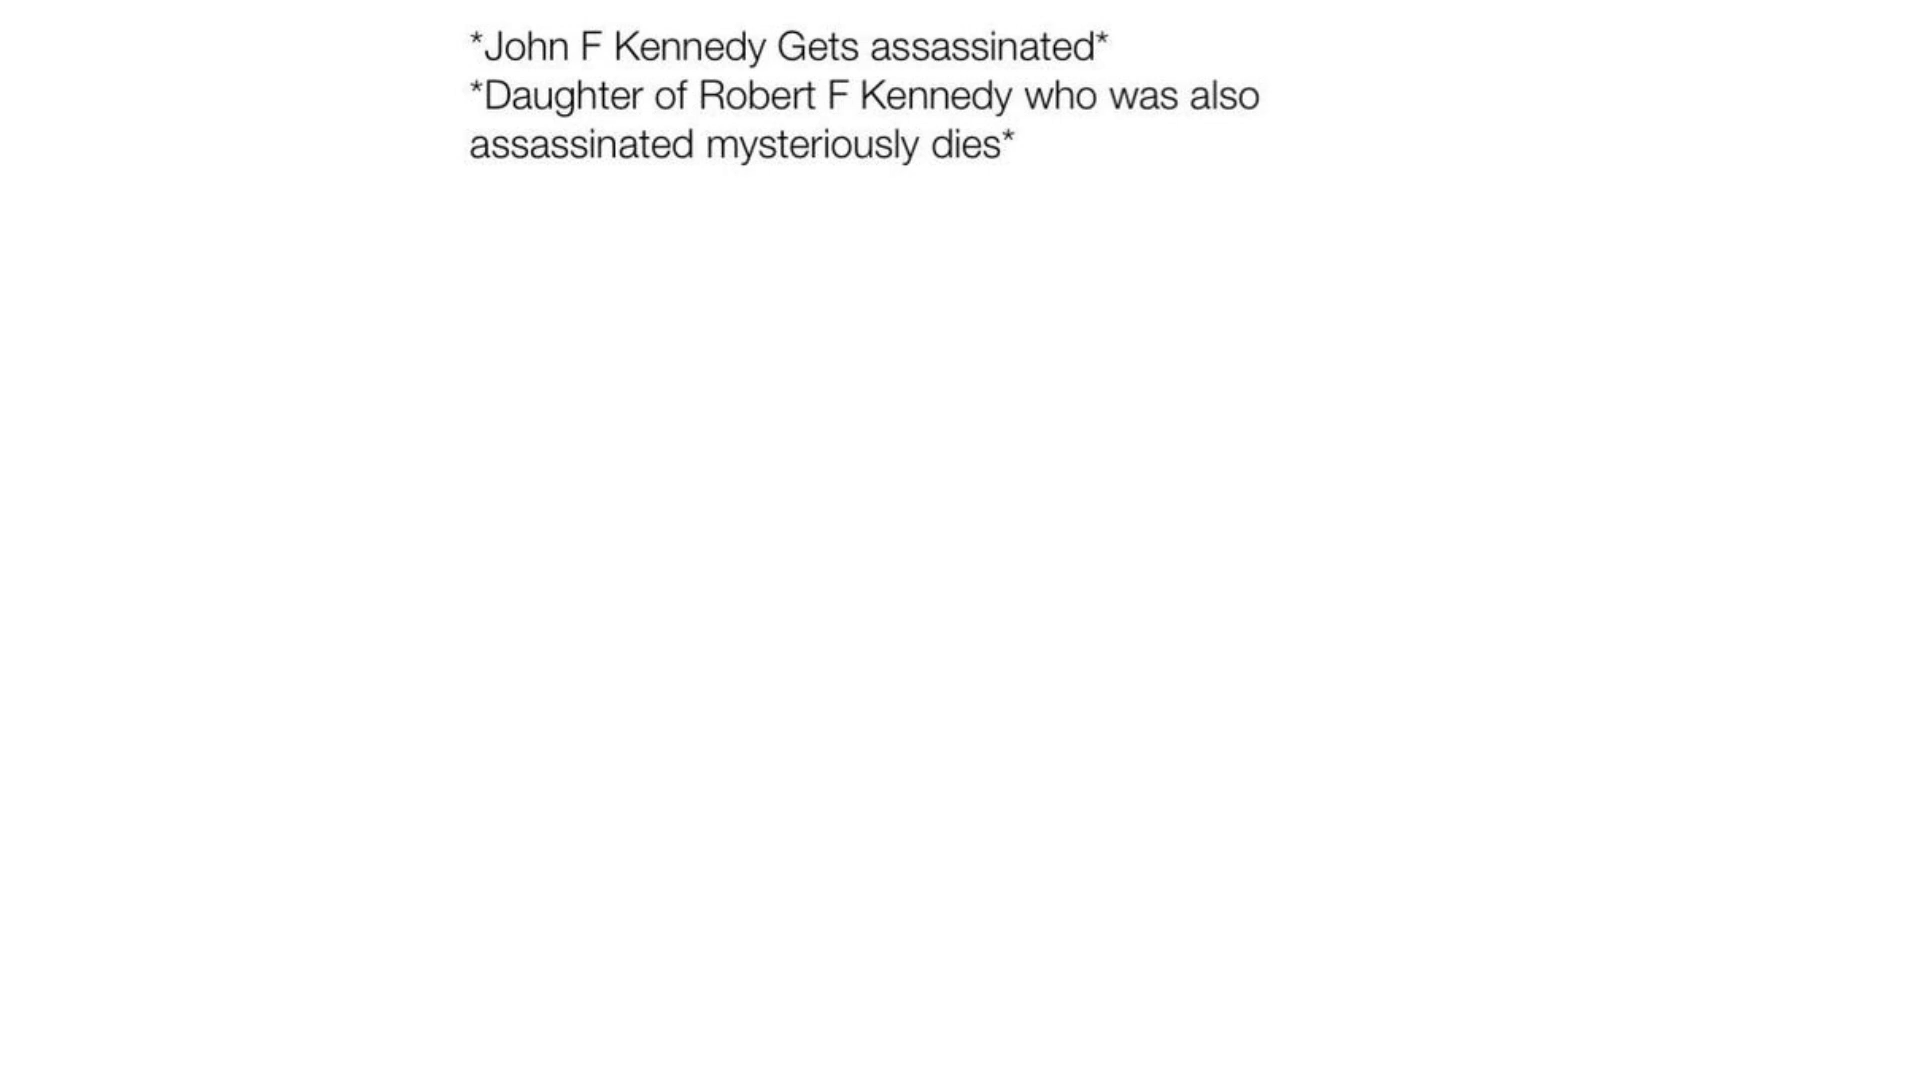 *John F Kennedy Gets assassinated*
*Daughter of Robert F Kennedy who was also
assassinated mysteriously dies*